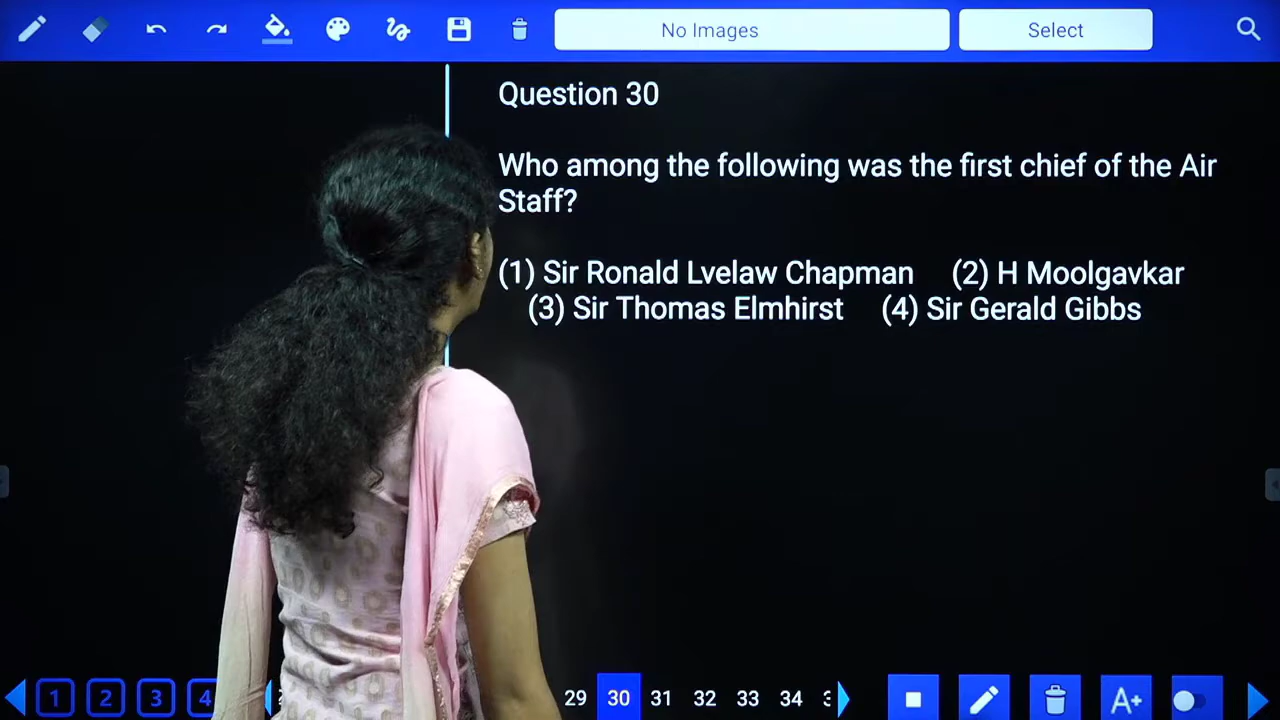 No Images
Select
Question 30
Who among the following was the first chief of the Air
Staff?
(1) Sir Ronald Lvelaw Chapman (2) H Moolgavkar
(3) Sir Thomas Elmhirst (4) Sir Gerald Gibbs
1 2 3 4 29 30 31 32 33 34
A+